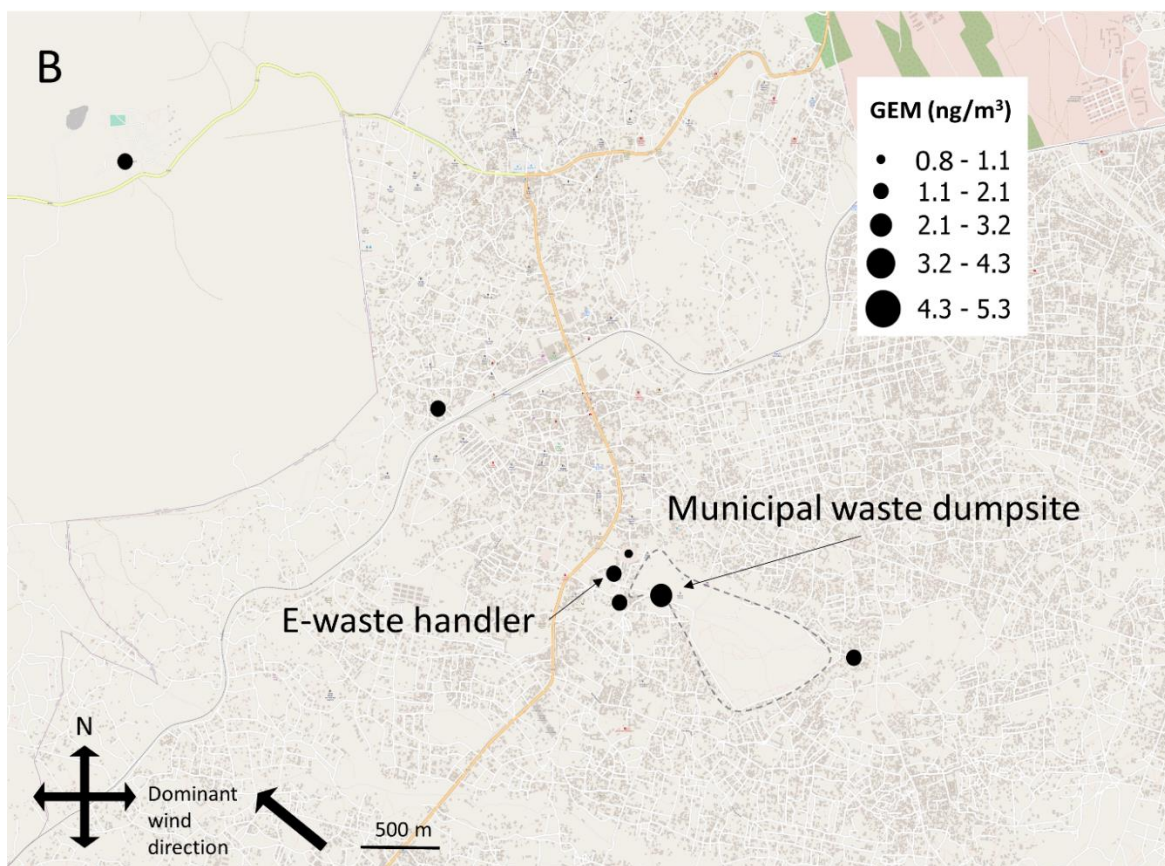 B
GEM (ng/m³)
0.8 - 1.1
1.1 - 2.1
2.1 - 3.2
3.2 - 4.3
4.3 - 5.3
Municipal waste dumpsite
E-waste handler
N
Dominant
wind
direction
500 m